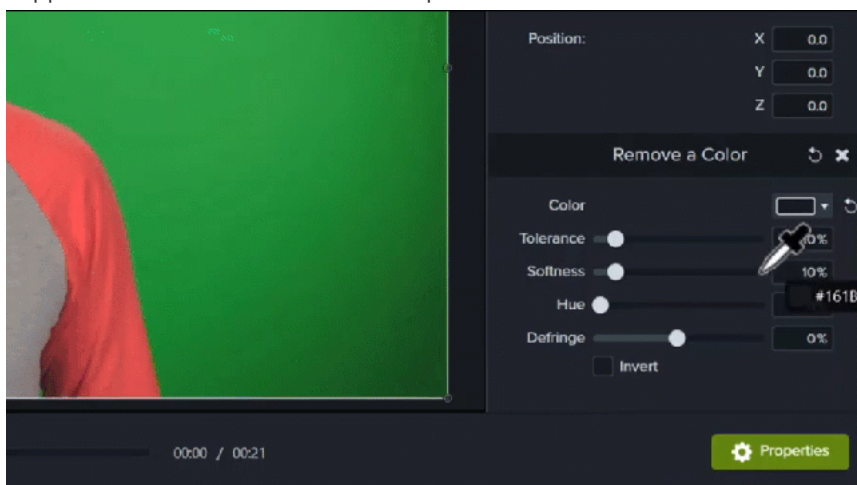 Position:
X 0.0
Y 0.0
Z 0.0
Remove a Color
Color
Tolerance
Softness 10%
Hue
Defringe 0%
Invert
#161B
00:00 / 00:21
Properties